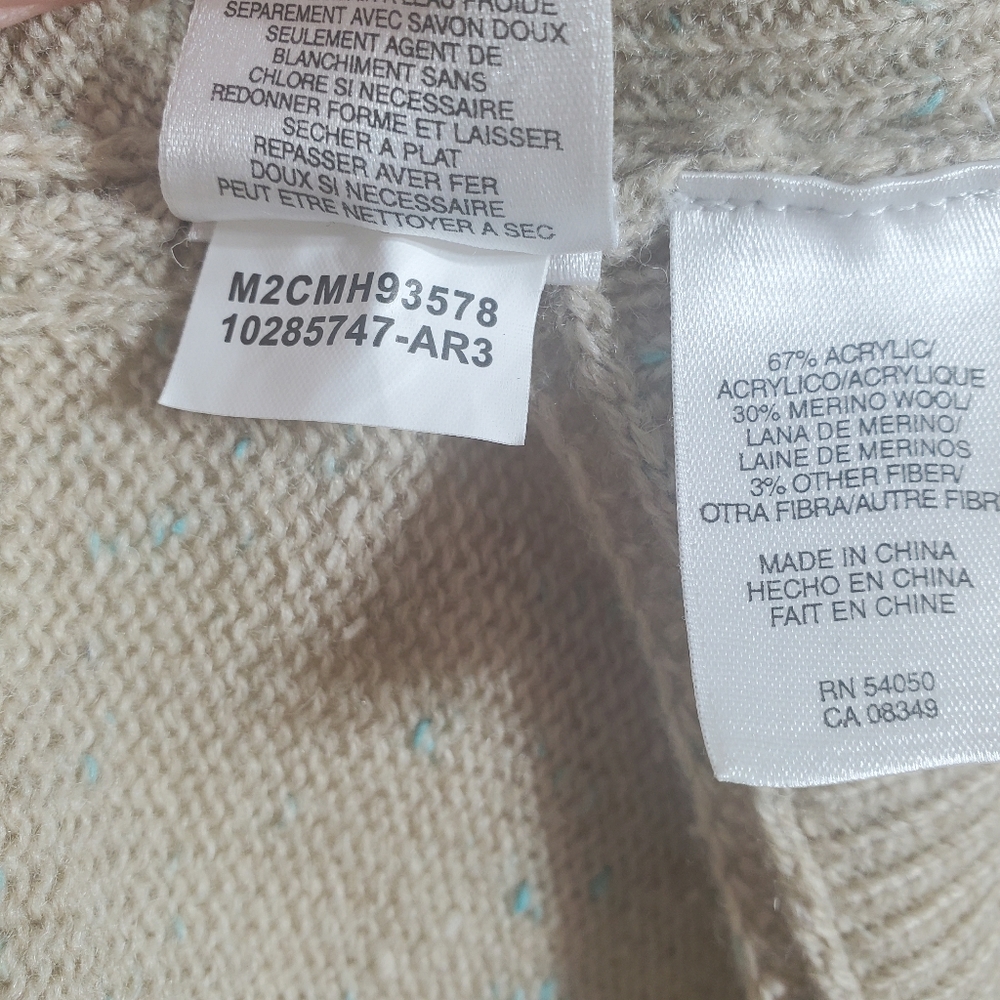 EAU FROIDE
SEPAREMENT AVEC SAVON DOUX
SEULEMENT AGENT DE
BLANCHIMENT SANS
CHLORE SI NECESSAIRE
REDONNER FORME ET LAISSER
SECHER A PLAT
REPASSER AVER FER
DOUX SI NECESSAIRE
PEUT ETRE NETTOYER A SEC
M2CMH93578
10285747-AR3
67% ACRYLIC/
ACRYLICO/ACRYLIQUE
30% MERINO WOOL/
LANA DE MERINO/
LAINE DE MERINOS
3% OTHER FIBER/
OTRA FIBRA/AUTRE FIBR
MADE IN CHINA
HECHO EN CHINA
FAIT EN CHINE
RN 54050
CA 08349